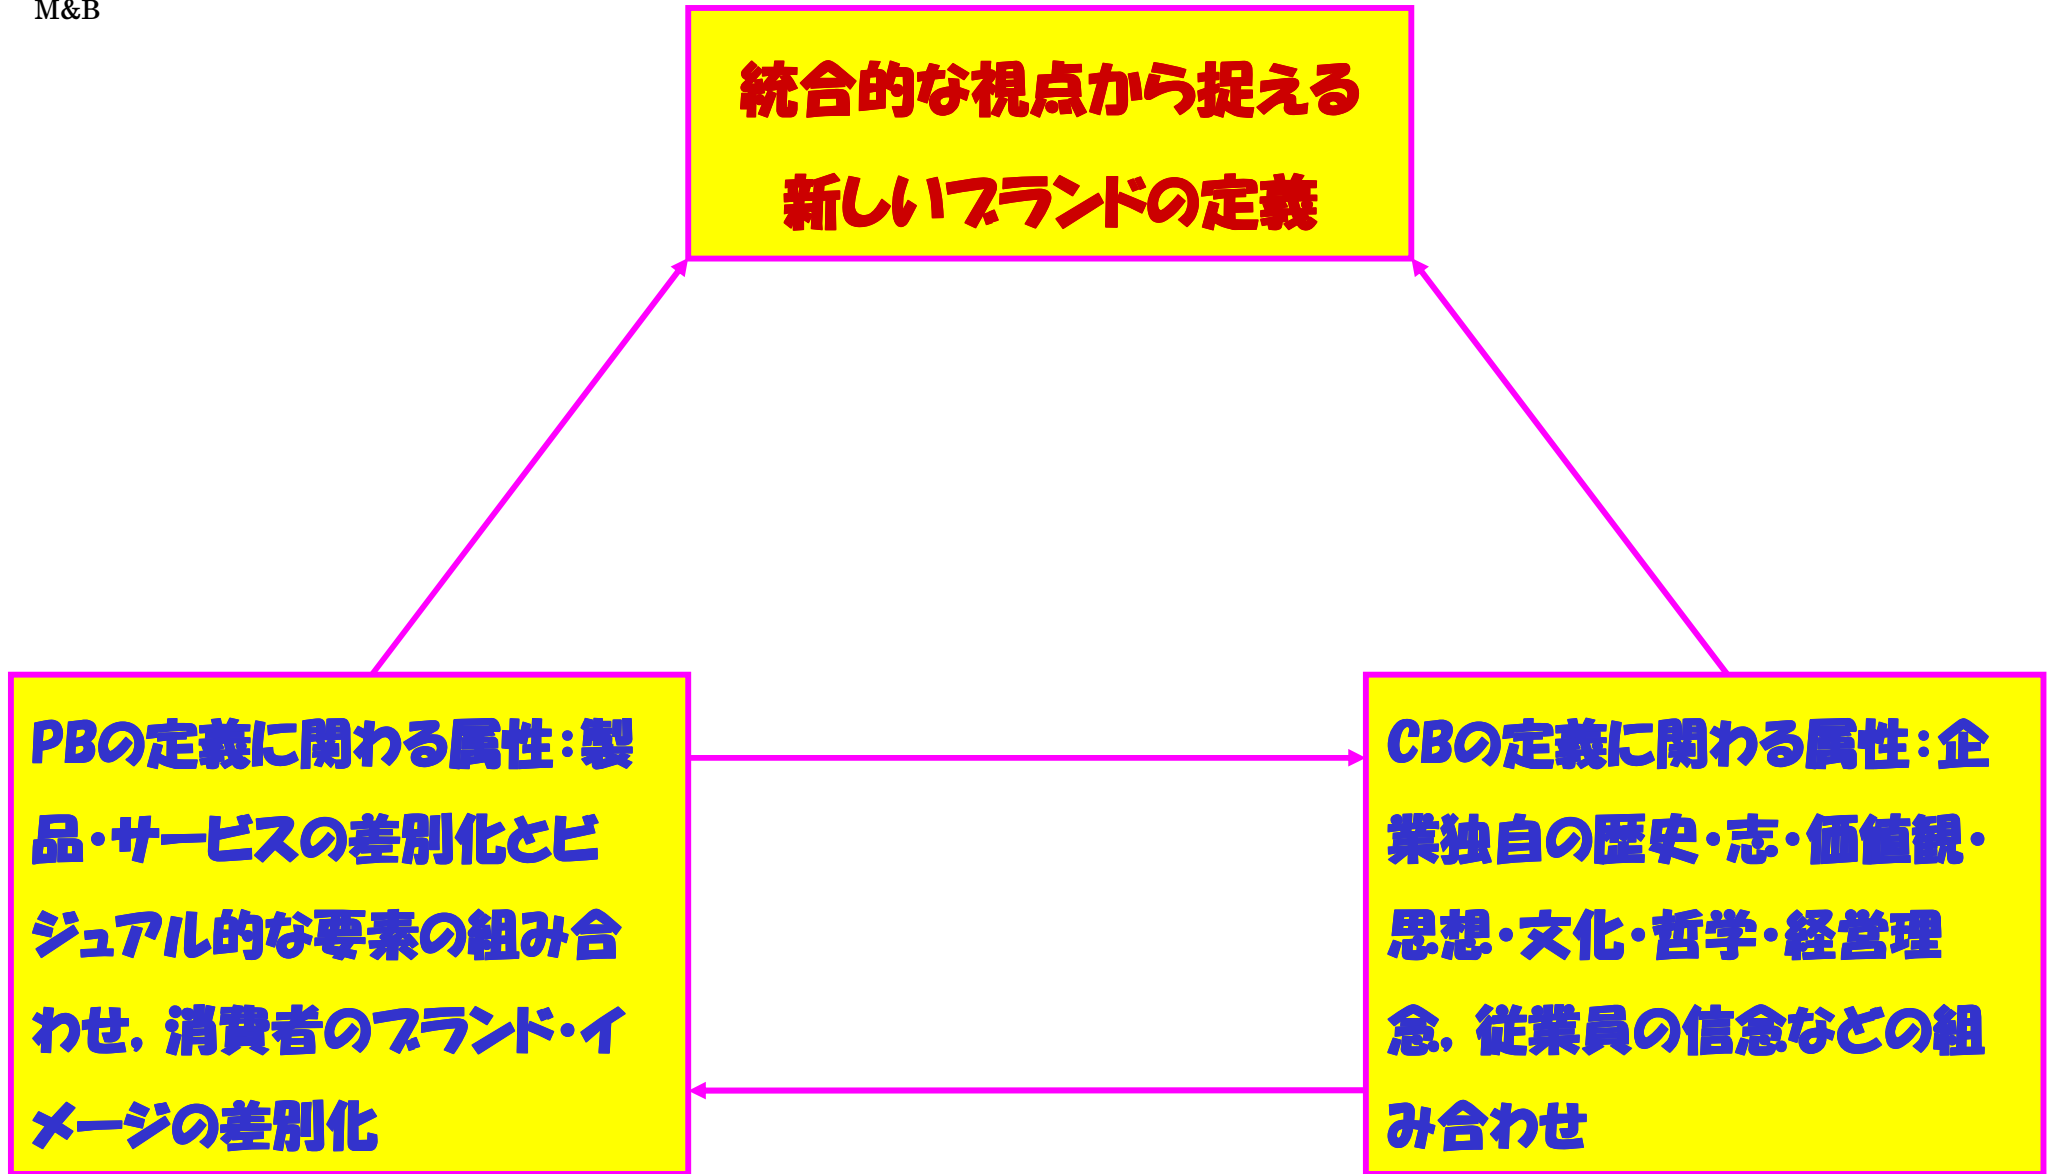 M&B
統合的な視点から捉える
新しいブランドの定義
PBの定義に関わる属性：製
品・サービスの差別化とビ
ジュアル的な要素の組み合
わせ，消費者のブランド・イ
メージの差別化
CBの定義に関わる属性：企
業独自の歴史・志・価値観・
思想・文化・哲学・経営理
念，従業員の信念などの組
み合わせ